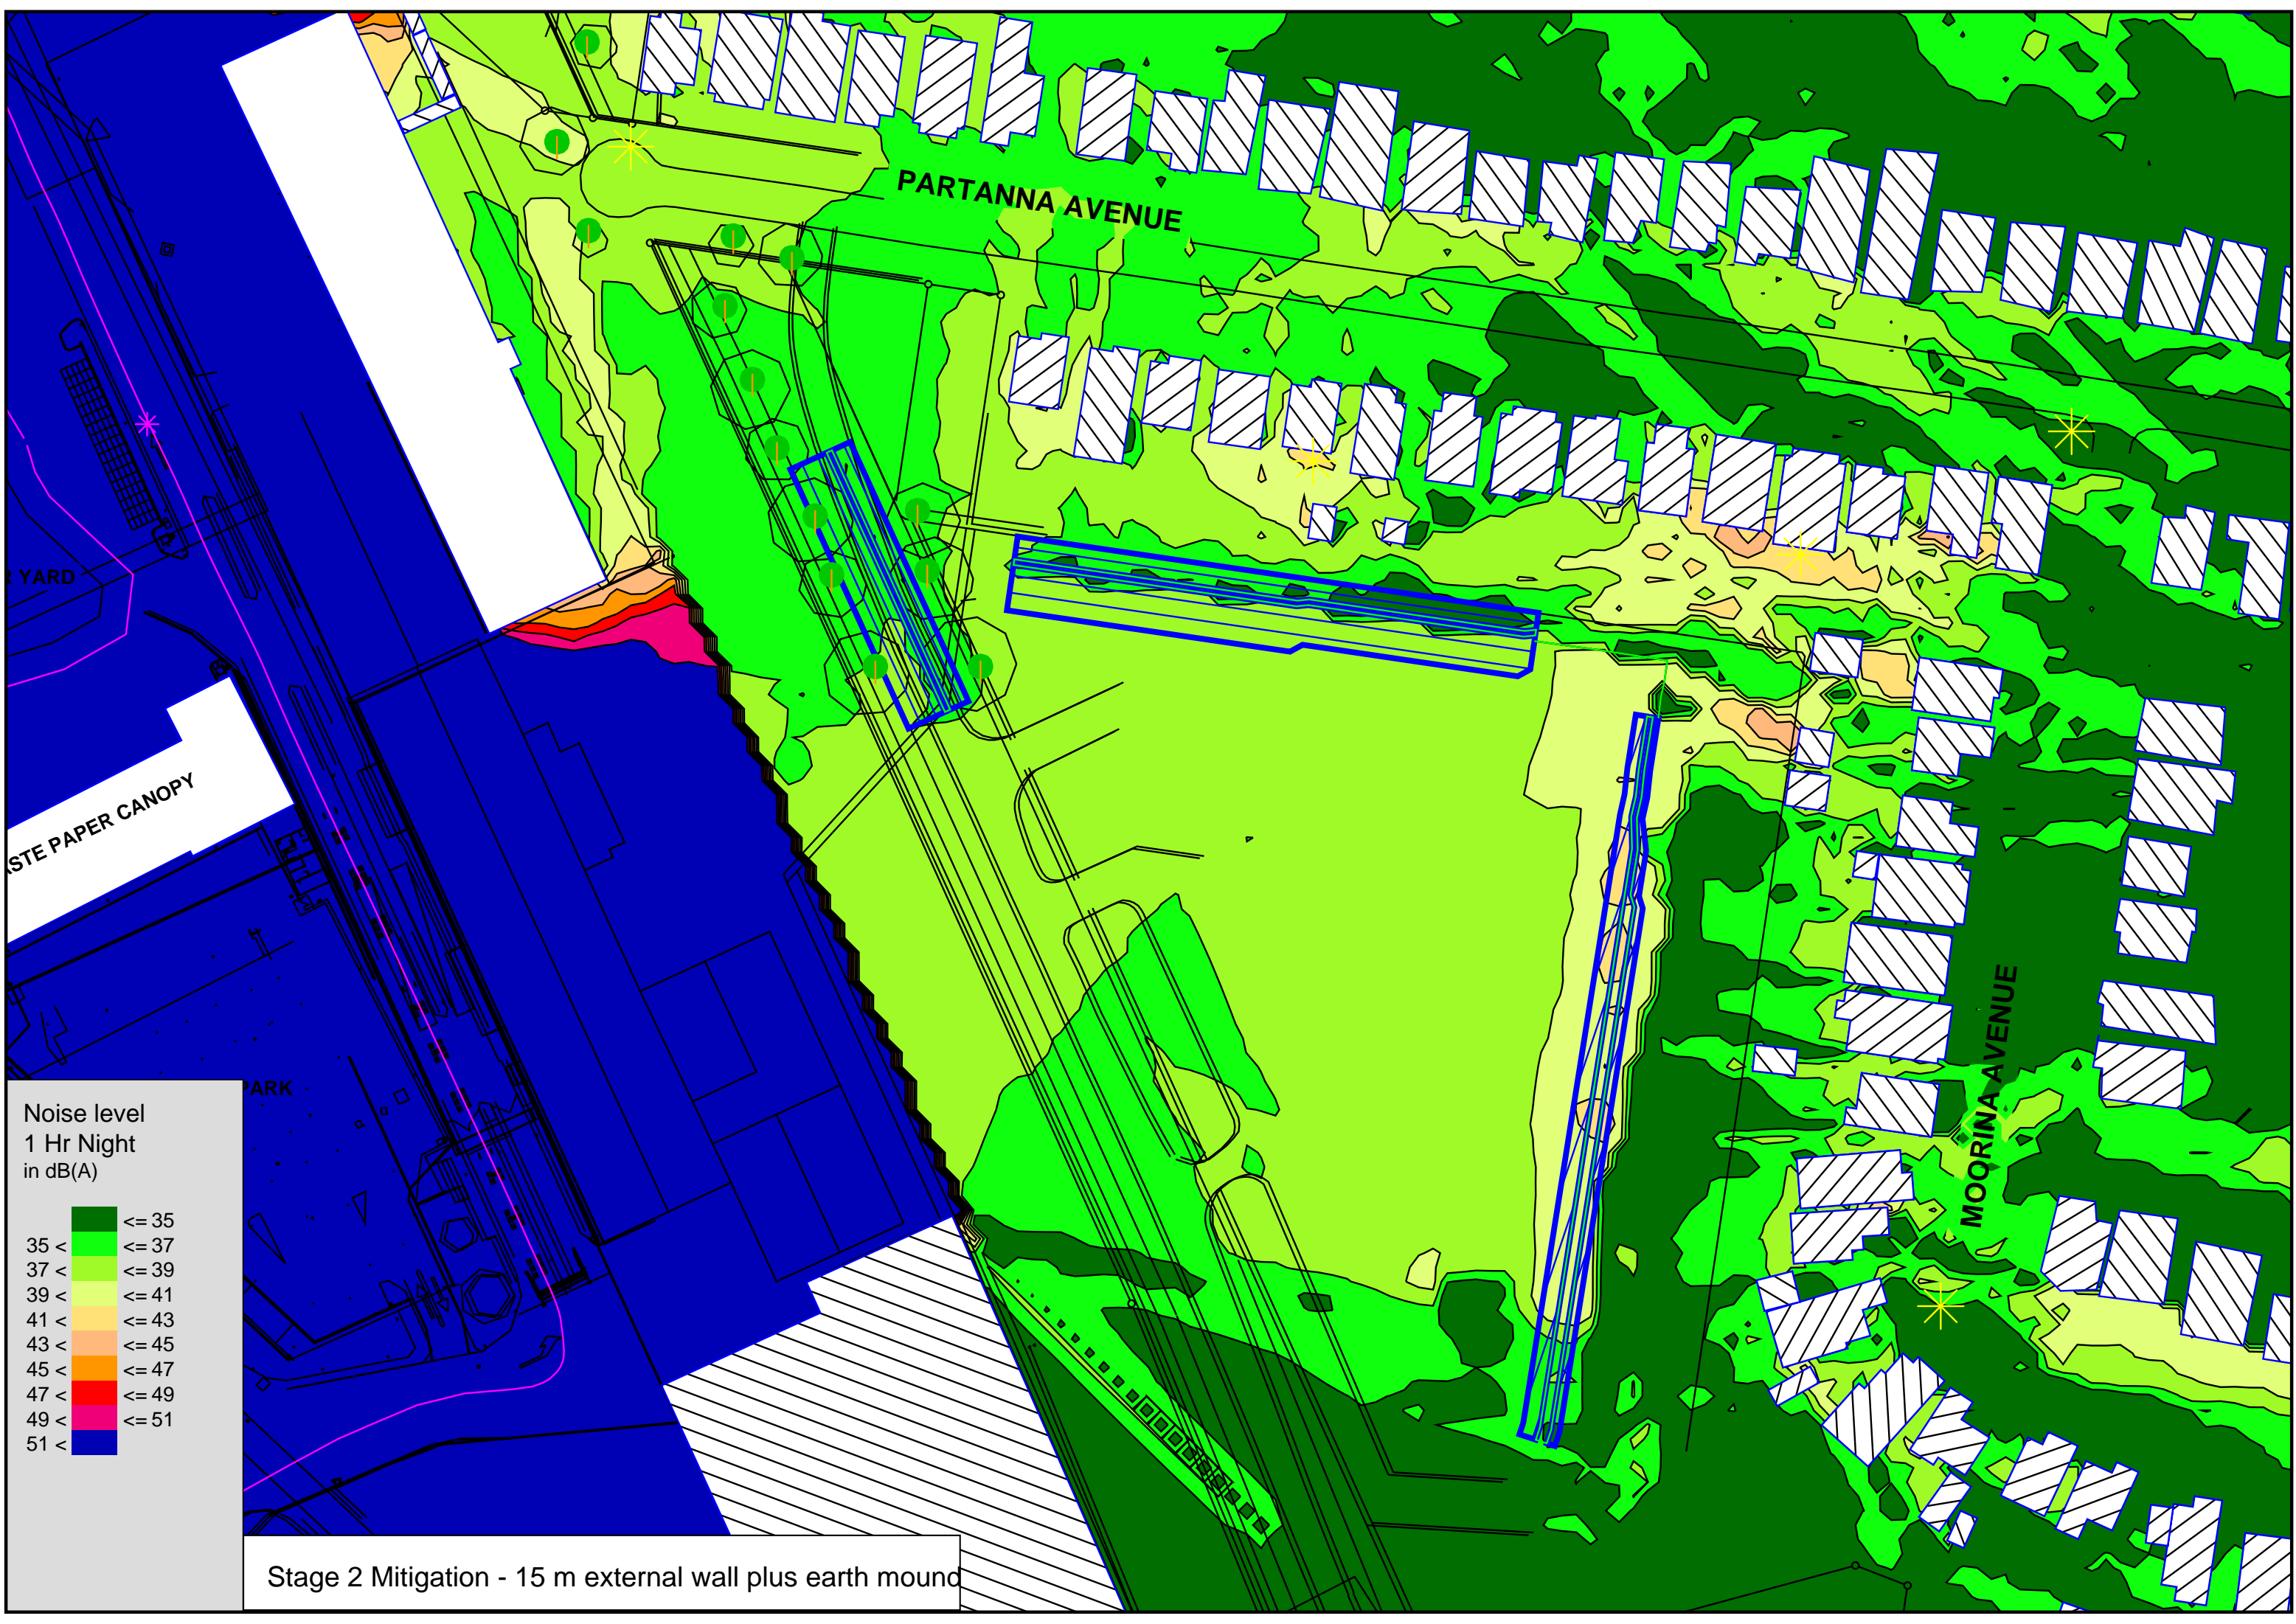 PARTANNA AVENUE
R YARD
ASTE PAPER CANOPY
PARK
MOORINA AVENUE
Noise level
1 Hr Night
in dB(A)
<= 35
35 < <= 37
37 < <= 39
39 < <= 41
41 < <= 43
43 < <= 45
45 < <= 47
47 < <= 49
49 < <= 51
51 <
Stage 2 Mitigation - 15 m external wall plus earth mound